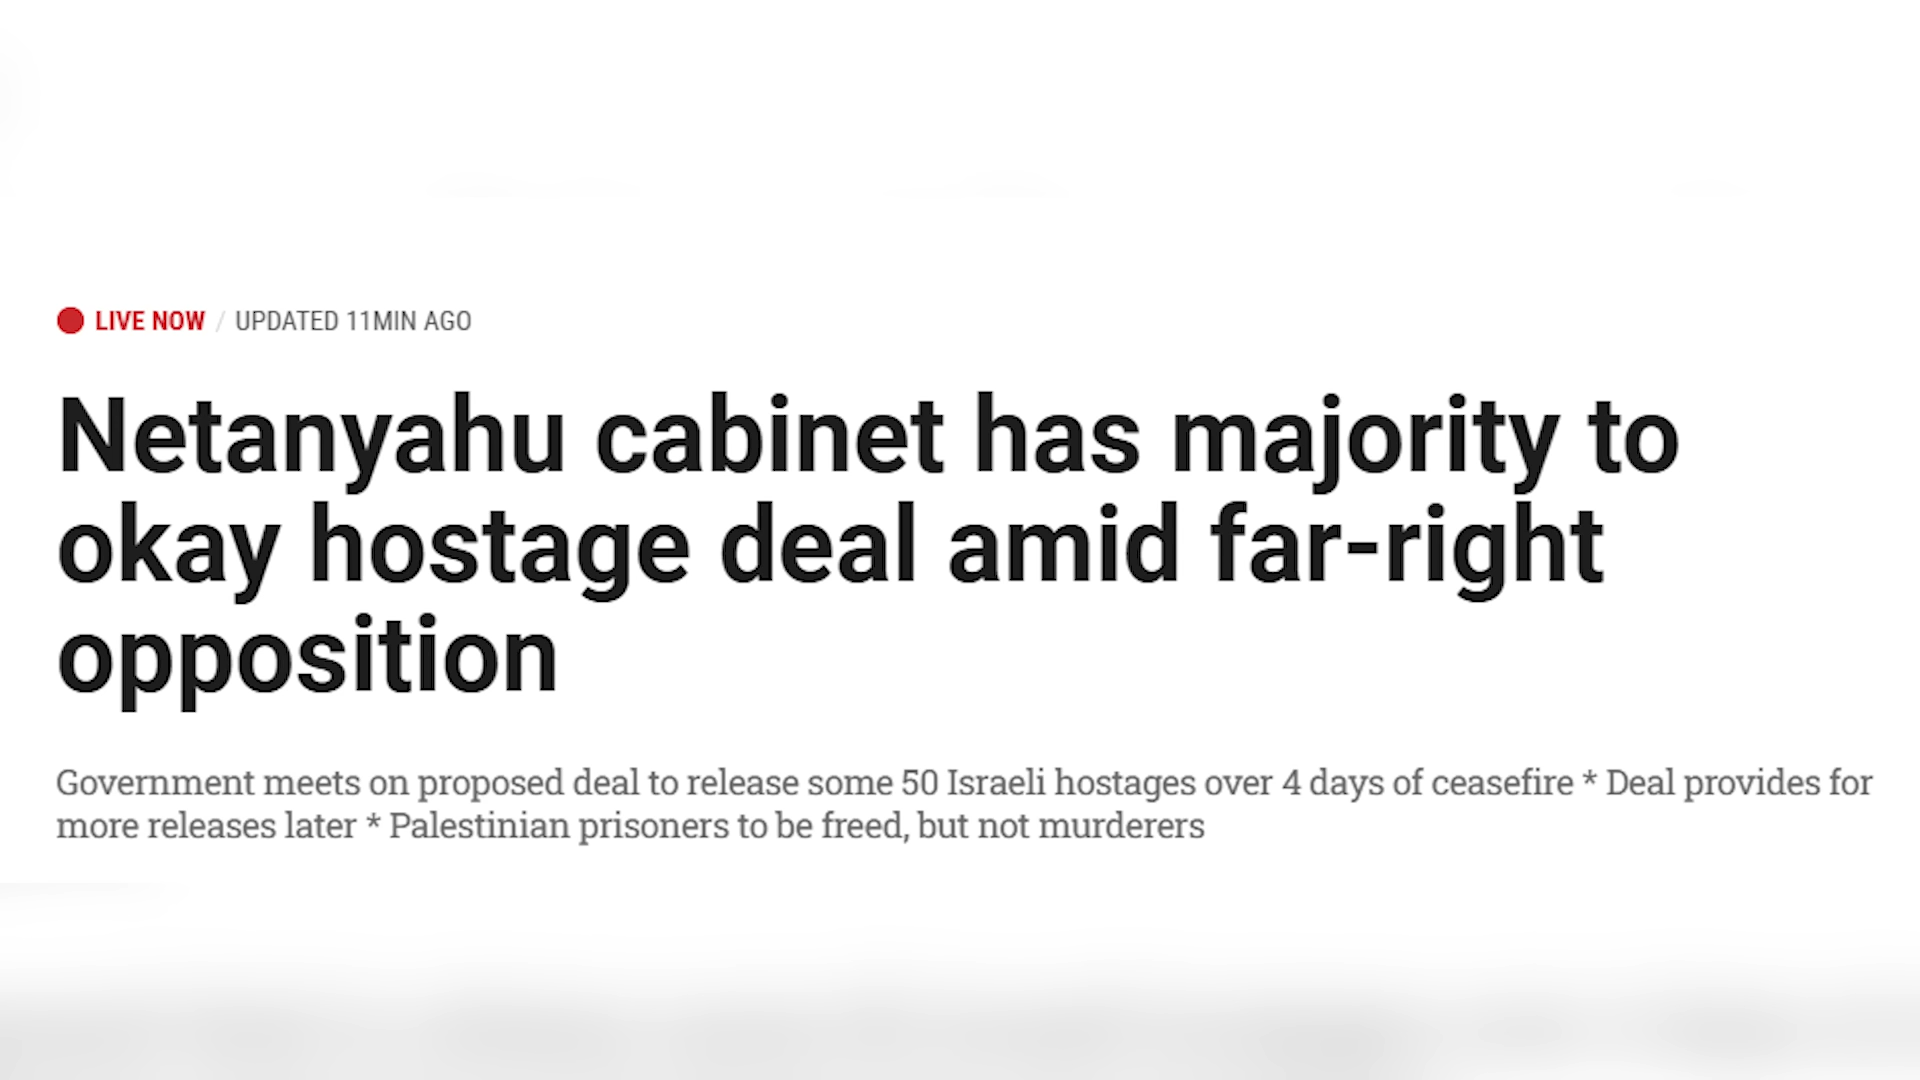 LIVE NOW / UPDATED 11MIN AGO
Netanyahu cabinet has majority to
okay hostage deal amid far-right
opposition
Government meets on proposed deal to release some 50 Israeli hostages over 4 days of ceasefire * Deal provides for
more releases later * Palestinian prisoners to be freed, but not murderers